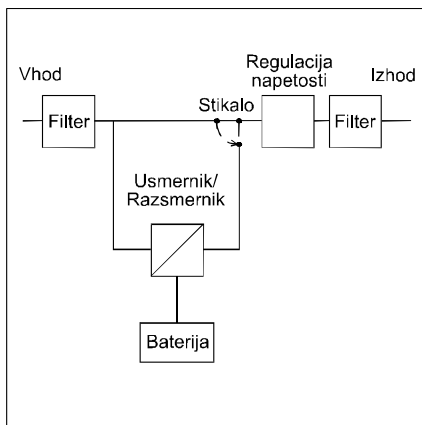 Vhod
Filter
Stikalo
Regulacija
napetosti
Izhod
Filter
Usmernik/
Razsmernik
Baterija